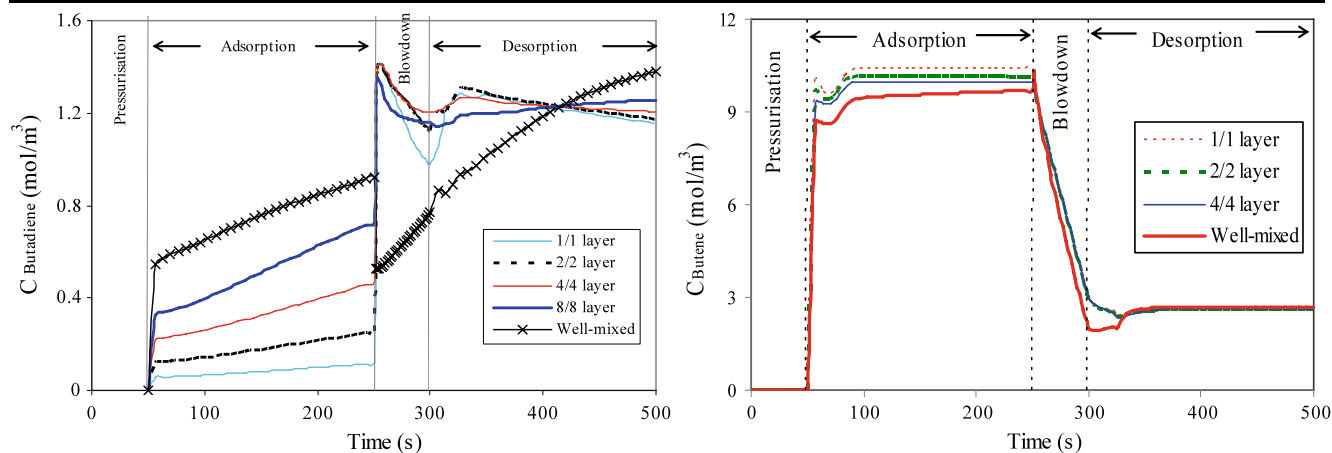 1.6
1.2
0.8
0.4
0
C Butadiene (mol/m³)
Pressurisation
Adsorption
Blowdown
Desorption
1/1 layer
2/2 layer
4/4 layer
8/8 layer
Well-mixed
0 100 200 300 400 500
Time (s)
12
9
6
3
0
CButene (mol/m³)
Pressurisation
Adsorption
Blowdown
Desorption
1/1 layer
2/2 layer
4/4 layer
Well-mixed
0 100 200 300 400 500
Time (s)